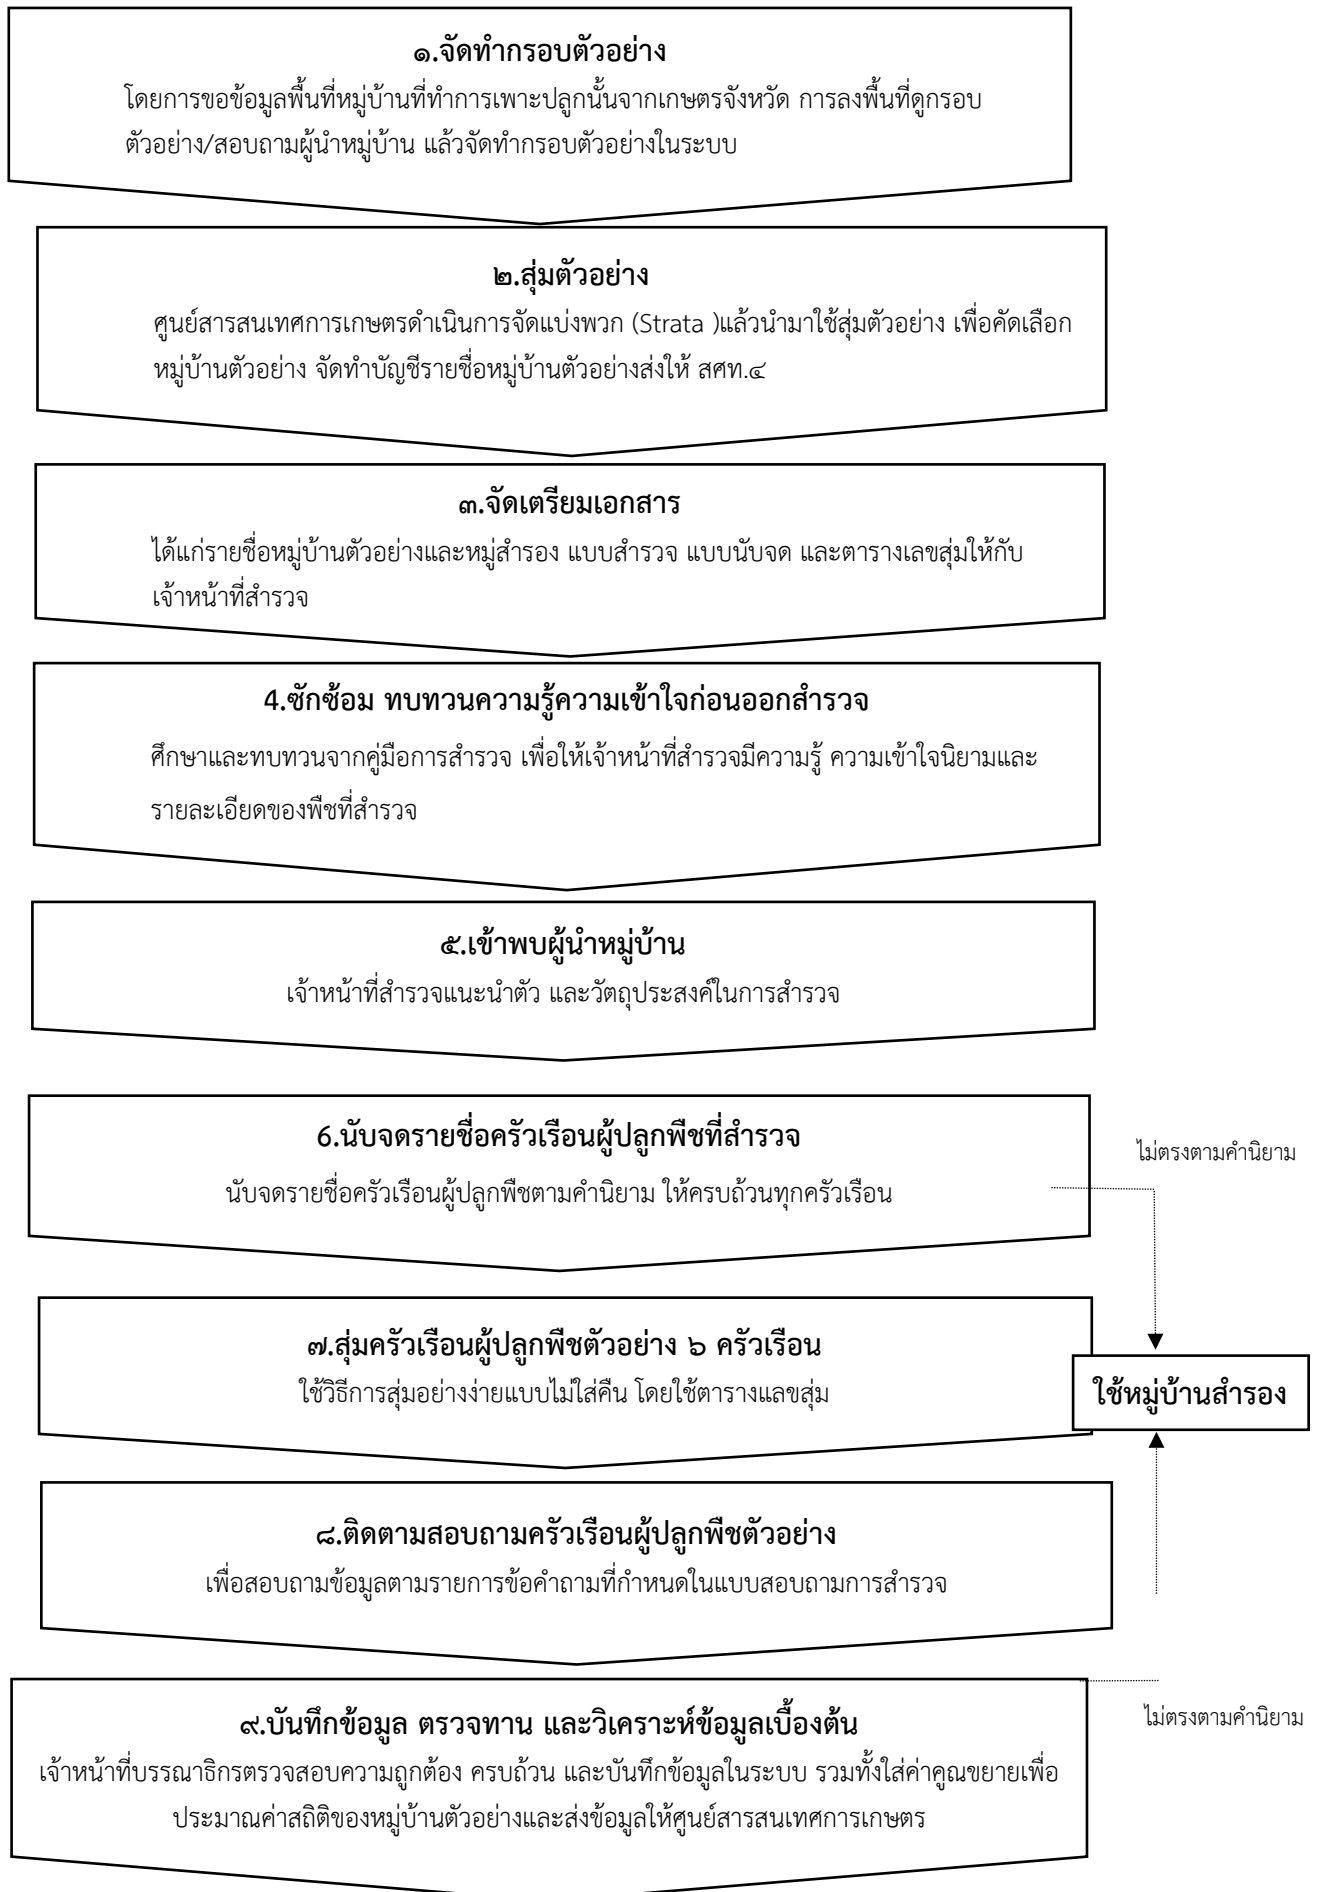 ๑.จัดทำกรอบตัวอย่าง
โดยการขอข้อมูลพื้นที่หมู่บ้านที่ทำการเพาะปลูกนั้นจากเกษตรจังหวัด การลงพื้นที่ดูกรอบ
ตัวอย่าง/สอบถามผู้นำหมู่บ้าน แล้วจัดทำกรอบตัวอย่างในระบบ
๒.สุ่มตัวอย่าง
ศูนย์สารสนเทศการเกษตรดำเนินการจัดแบ่งพวก (Strata )แล้วนำมาใช้สุ่มตัวอย่าง เพื่อคัดเลือก
หมู่บ้านตัวอย่าง จัดทำบัญชีรายชื่อหมู่บ้านตัวอย่างส่งให้ สศท.๔
๓.จัดเตรียมเอกสาร
ได้แก่รายชื่อหมู่บ้านตัวอย่างและหมู่สำรอง แบบสำรวจ แบบนับจด และตารางเลขสุ่มให้กับ
เจ้าหน้าที่สำรวจ
4.ซักซ้อม ทบทวนความรู้ความเข้าใจก่อนออกสำรวจ
ศึกษาและทบทวนจากคู่มือการสำรวจ เพื่อให้เจ้าหน้าที่สำรวจมีความรู้ ความเข้าใจนิยามและ
รายละเอียดของพืชที่สำรวจ
๕.เข้าพบผู้นำหมู่บ้าน
เจ้าหน้าที่สำรวจแนะนำตัว และวัตถุประสงค์ในการสำรวจ
6.นับจดรายชื่อครัวเรือนผู้ปลูกพืชที่สำรวจ
ไม่ตรงตามคำนิยาม
นับจดรายชื่อครัวเรือนผู้ปลูกพืชตามคำนิยาม ให้ครบถ้วนทุกครัวเรือน
๗.สุ่มครัวเรือนผู้ปลูกพืชตัวอย่าง ๖ ครัวเรือน
ใช้วิธีการสุ่มอย่างง่ายแบบไม่ใส่คืน โดยใช้ตารางแลขสุ่ม
ใช้หมู่บ้านสำรอง
๘.ติดตามสอบถามครัวเรือนผู้ปลูกพืชตัวอย่าง
เพื่อสอบถามข้อมูลตามรายการข้อคำถามที่กำหนดในแบบสอบถามการสำรวจ
๙.บันทึกข้อมูล ตรวจทาน และวิเคราะห์ข้อมูลเบื้องต้น
ไม่ตรงตามคำนิยาม
เจ้าหน้าที่บรรณาธิกรตรวจสอบความถูกต้อง ครบถ้วน และบันทึกข้อมูลในระบบ รวมทั้งใส่ค่าคูณขยายเพื่อ
ประมาณค่าสถิติของหมู่บ้านตัวอย่างและส่งข้อมูลให้ศูนย์สารสนเทศการเกษตร